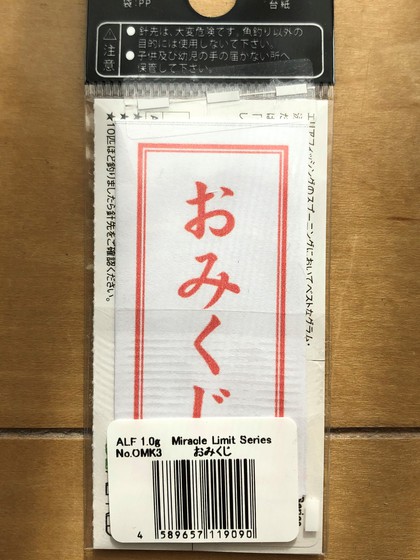 袋:PP
台紙
注意
●針先は、大変危険です。魚釣り以外の
目的には使用しないで下さい。
●子供及び幼児の手の届かない所へ
保管して下さい。
エリアフィッシングのスプーニングにおいてベストなグラム・
★10匹ほど釣りましたら針先をご確認ください。
おみくじ
ALF 1.0g Miracle Limit Series
No.OMK3 おみくじ
4 589657 119090